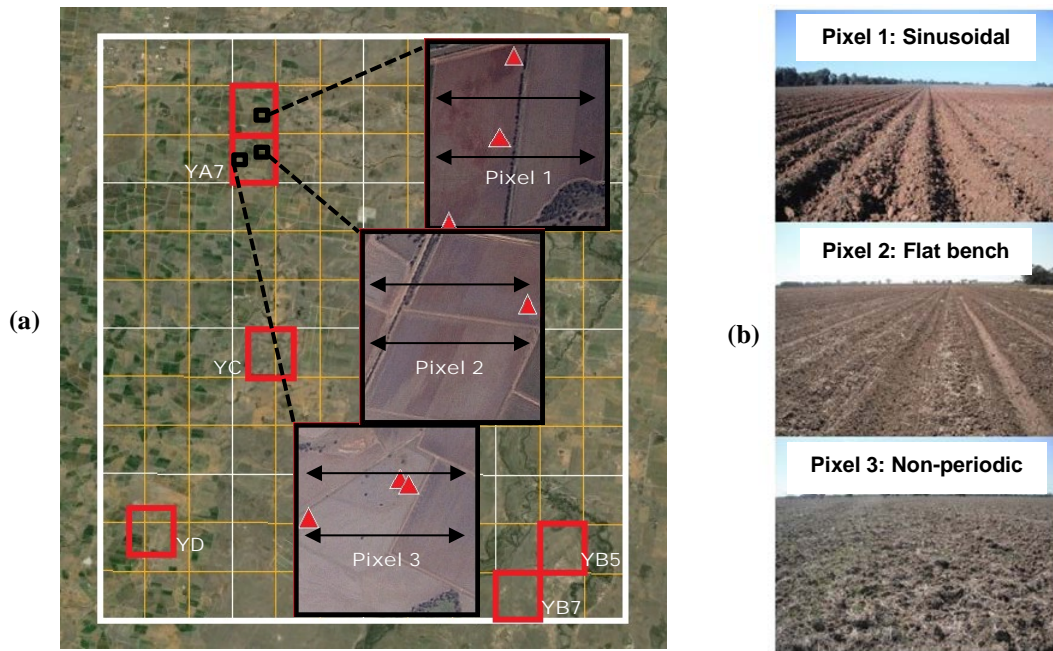 (a)
YA7
Pixel 1
Pixel 2
YC
Pixel 3
YD
YB5
YB7
(b)
Pixel 1: Sinusoidal
Pixel 2: Flat bench
Pixel 3: Non-periodic